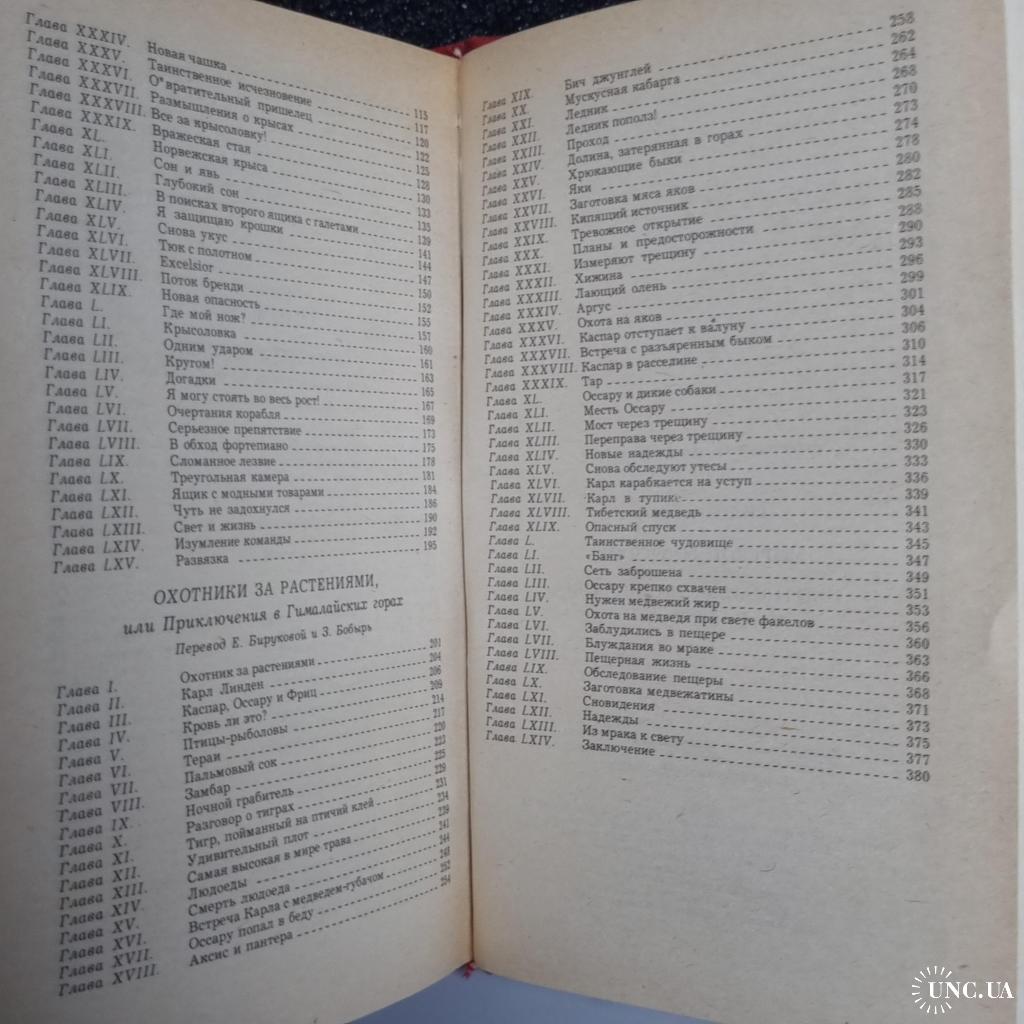 Глава XXXIV. Новая чашка 115
Глава XXXV. Таинственное исчезновение 117
Глава XXXVI. Отвратительный пришелец 120
Глава XXXVII. Размышления о крысах 122
Глава XXXVIII. Все за крысоловку! 125
Глава XXXIX. Вражеская стая 128
Глава XL. Норвежская крыса 130
Глава XLI. Сон и явь 133
Глава XLII. Глубокий сон 135
Глава XLIII. В поисках второго ящика с галетами 139
Глава XLIV. Я защищаю крошки 141
Глава XLV. Снова укус 144
Глава XLVI. Тюк с полотном 147
Глава XLVII. Excelsior 150
Глава XLVIII. Поток бренди 152
Глава XLIX. Новая опасность 155
Глава L. Где мой нож? 157
Глава LI. Крысоловка 160
Глава LII. Одним ударом 161
Глава LIII. Кругом! 163
Глава LIV. Догадки 165
Глава LV. Я могу стоять во весь рост! 167
Глава LVI. Очертания корабля 169
Глава LVII. Серьезное препятствие 173
Глава LVIII. В обход фортепиано 175
Глава LIX. Сломанное лезвие 178
Глава LX. Треугольная камера 181
Глава LXI. Ящик с модными товарами 184
Глава LXII. Чуть не задохнулся 186
Глава LXIII. Свет и жизнь 190
Глава LXIV. Изумление команды 192
Глава LXV. Развязка 195
ОХОТНИКИ ЗА РАСТЕНИЯМИ,
или Приключения в Гималайских горах
Перевод Е. Бируковой и З. Бобырь
Глава I. Охотник за растениями 201
Глава II. Карл Линден 204
Глава III. Каспар, Оссару и Фриц 206
Глава IV. Кровь ли это? 209
Глава V. Птицы-рыболовы 214
Глава VI. Тераи 217
Глава VII. Пальмовый сок 220
Глава VIII. Замбар 223
Глава IX. Ночной грабитель 225
Глава X. Разговор о тиграх 229
Глава XI. Тигр, пойманный на птичий клей 231
Глава XII. Удивительный плот 234
Глава XIII. Самая высокая в мире трава 239
Глава XIV. Людоеды 241
Глава XV. Смерть людоеда 244
Глава XVI. Встреча Карла с медведем-губачом 248
Глава XVII. Оссару попал в беду 252
Глава XVIII. Аксис и пантера 254
Глава XIX. Бич джунглей 258
Глава XX. Мускусная кабарга 262
Глава XXI. Ледник 264
Глава XXII. Ледник пополз! 268
Глава XXIII. Проход 270
Глава XXIV. Долина, затерянная в горах 273
Глава XXV. Хрюкающие быки 274
Глава XXVI. Яки 278
Глава XXVII. Заготовка мяса яков 280
Глава XXVIII. Кипящий источник 282
Глава XXIX. Тревожное открытие 285
Глава XXX. Планы и предосторожности 288
Глава XXXI. Измеряют трещину 290
Глава XXXII. Хижина 293
Глава XXXIII. Лающий олень 296
Глава XXXIV. Аргус 299
Глава XXXV. Охота на яков 301
Глава XXXVI. Каспар отступает к валуну 304
Глава XXXVII. Встреча с разъяренным быком 306
Глава XXXVIII. Каспар в расселине 310
Глава XXXIX. Тар 314
Глава XL. Оссару и дикие собаки 317
Глава XLI. Месть Оссару 321
Глава XLII. Мост через трещину 323
Глава XLIII. Переправа через трещину 326
Глава XLIV. Новые надежды 330
Глава XLV. Снова обследуют утесы 333
Глава XLVI. Карл карабкается на уступ 336
Глава XLVII. Карл в тупике 339
Глава XLVIII. Тибетский медведь 341
Глава XLIX. Опасный спуск 343
Глава L. Таинственное чудовище 345
Глава LI. «Банг» 347
Глава LII. Сеть заброшена 349
Глава LIII. Оссару крепко схвачен 351
Глава LIV. Нужен медвежий жир 353
Глава LV. Охота на медведя при свете факелов 356
Глава LVI. Заблудились в пещере 360
Глава LVII. Блуждания во мраке 363
Глава LVIII. Пещерная жизнь 366
Глава LIX. Обследование пещеры 368
Глава LX. Заготовка медвежатины 371
Глава LXI. Сновидения 373
Глава LXII. Надежды 375
Глава LXIII. Из мрака к свету 377
Глава LXIV. Заключение 380
UNC.UA